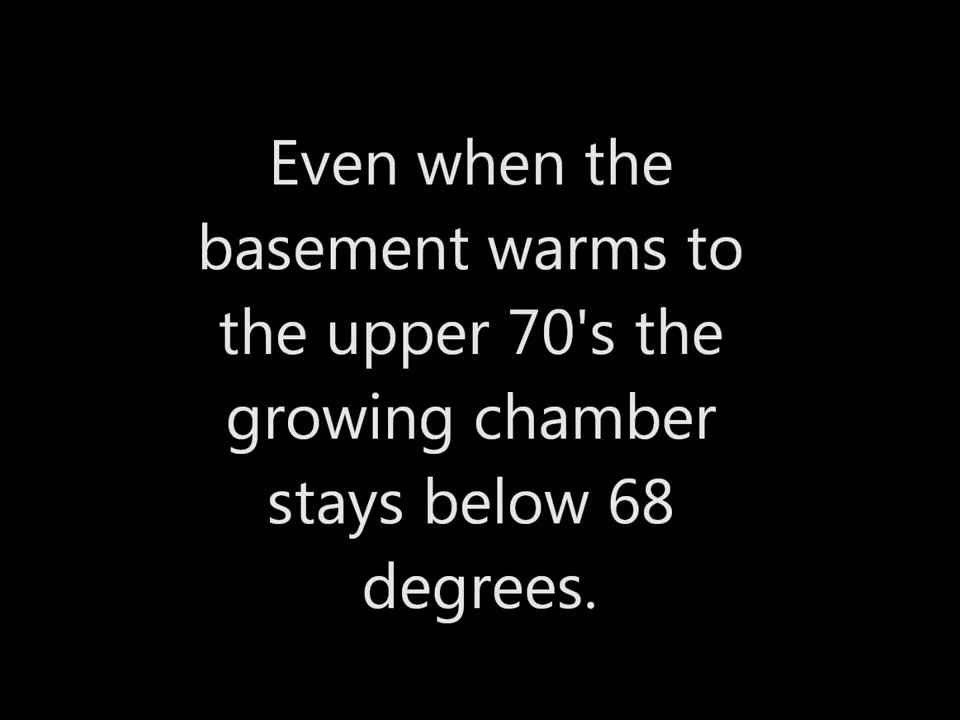 Even when the
basement warms to
the upper 70's the
growing chamber
stays below 68
degrees.